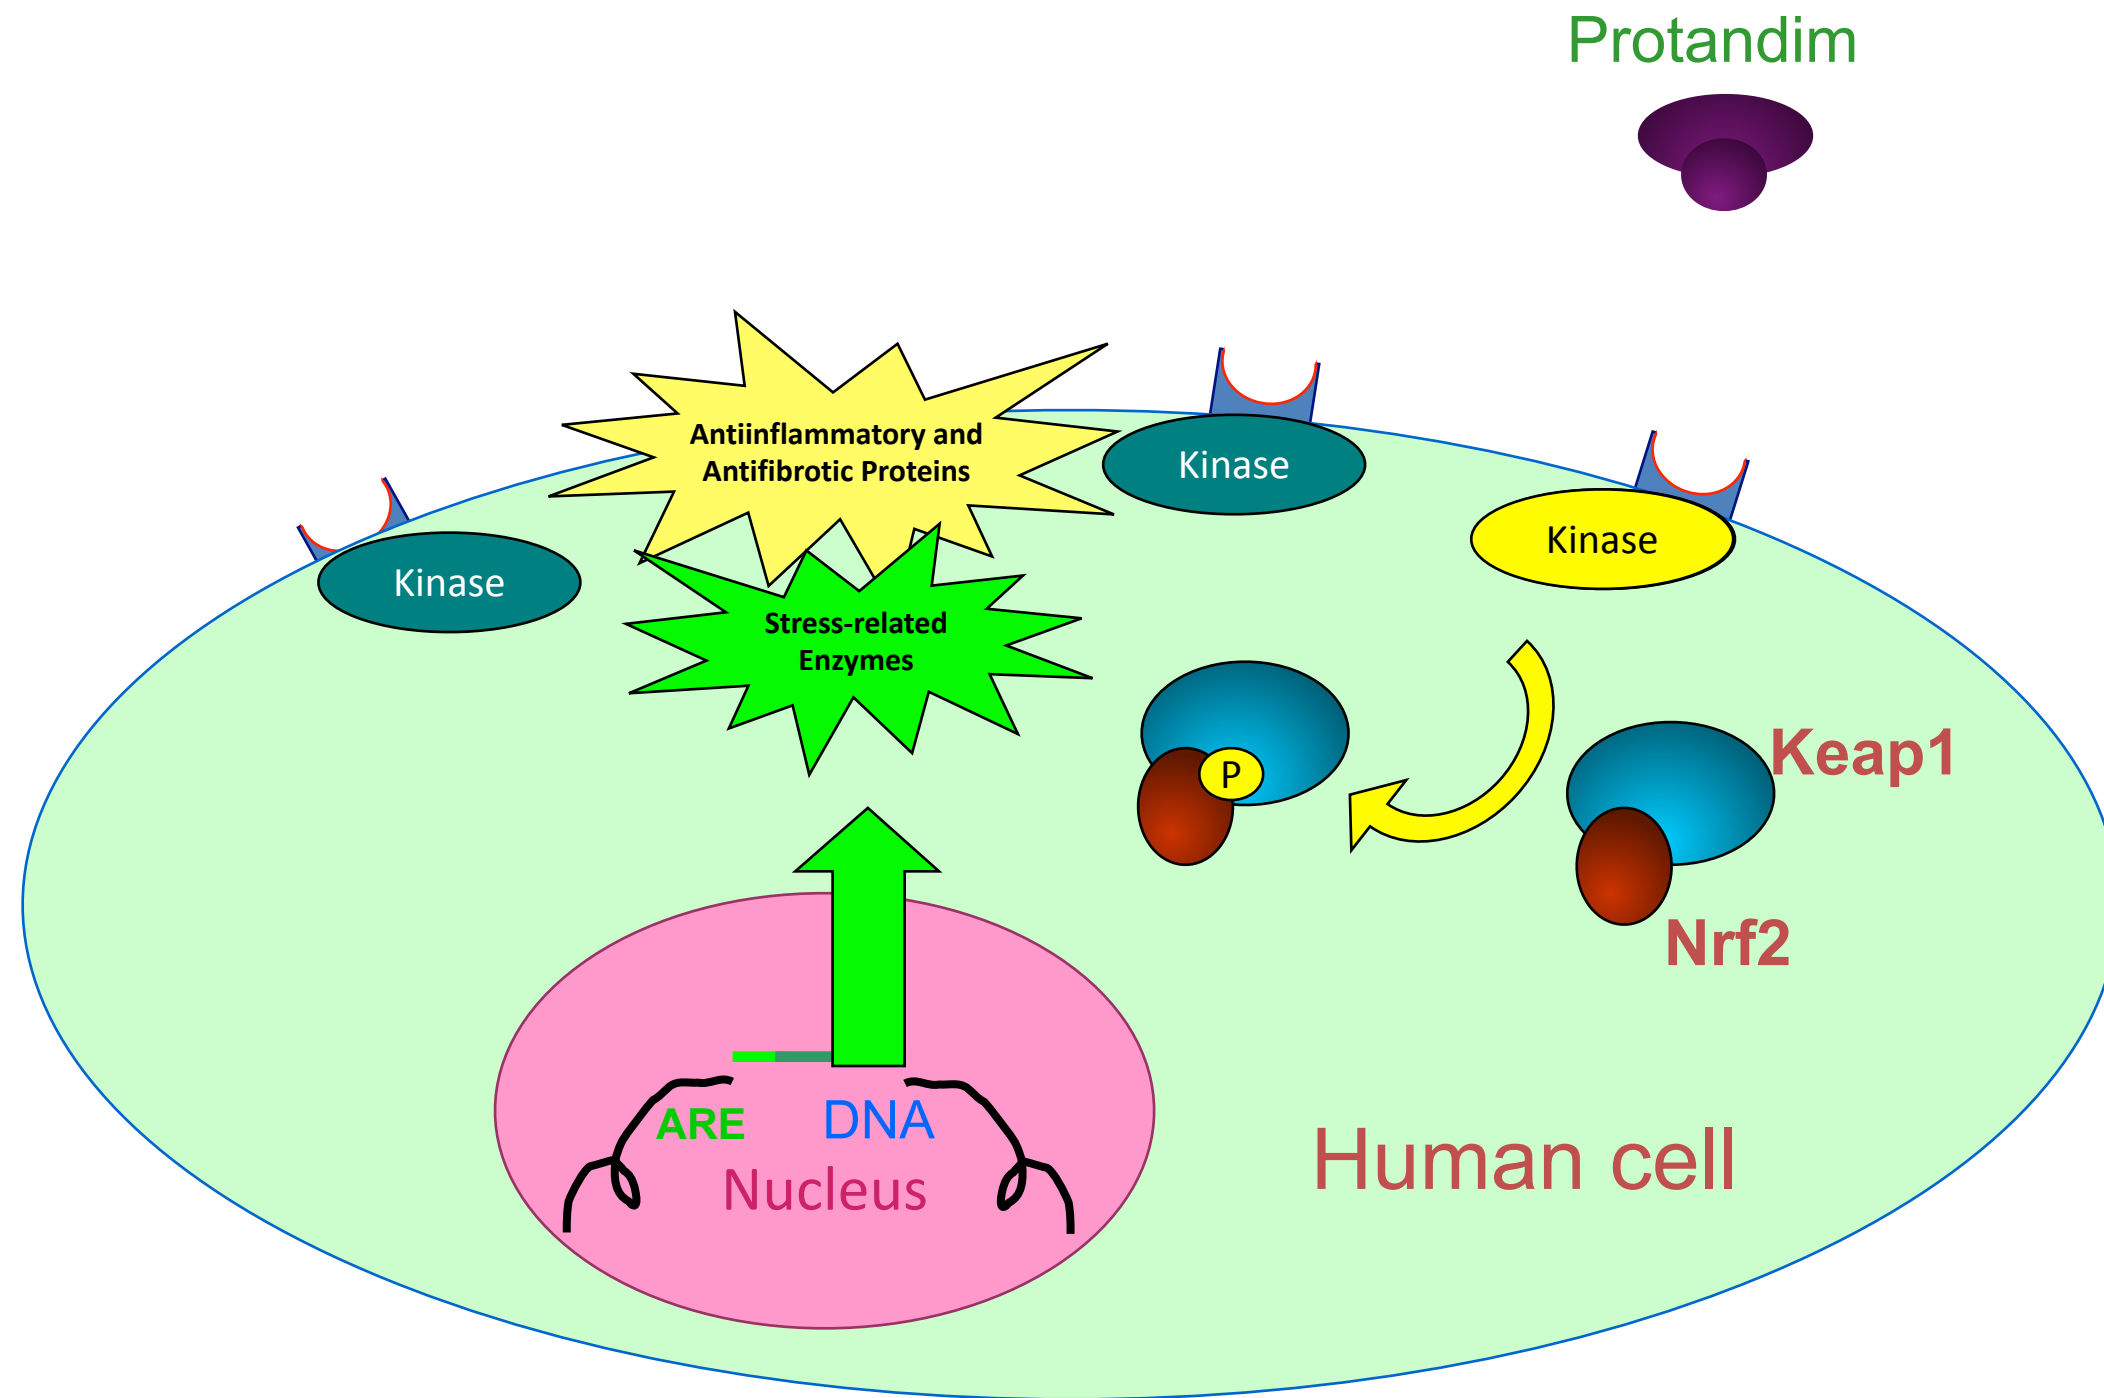 Protandim
Antiinflammatory and
Antifibrotic Proteins
Kinase
Kinase
Kinase
Stress-related
Enzymes
P
Keap1
Nrf2
ARE
DNA
Nucleus
Human cell